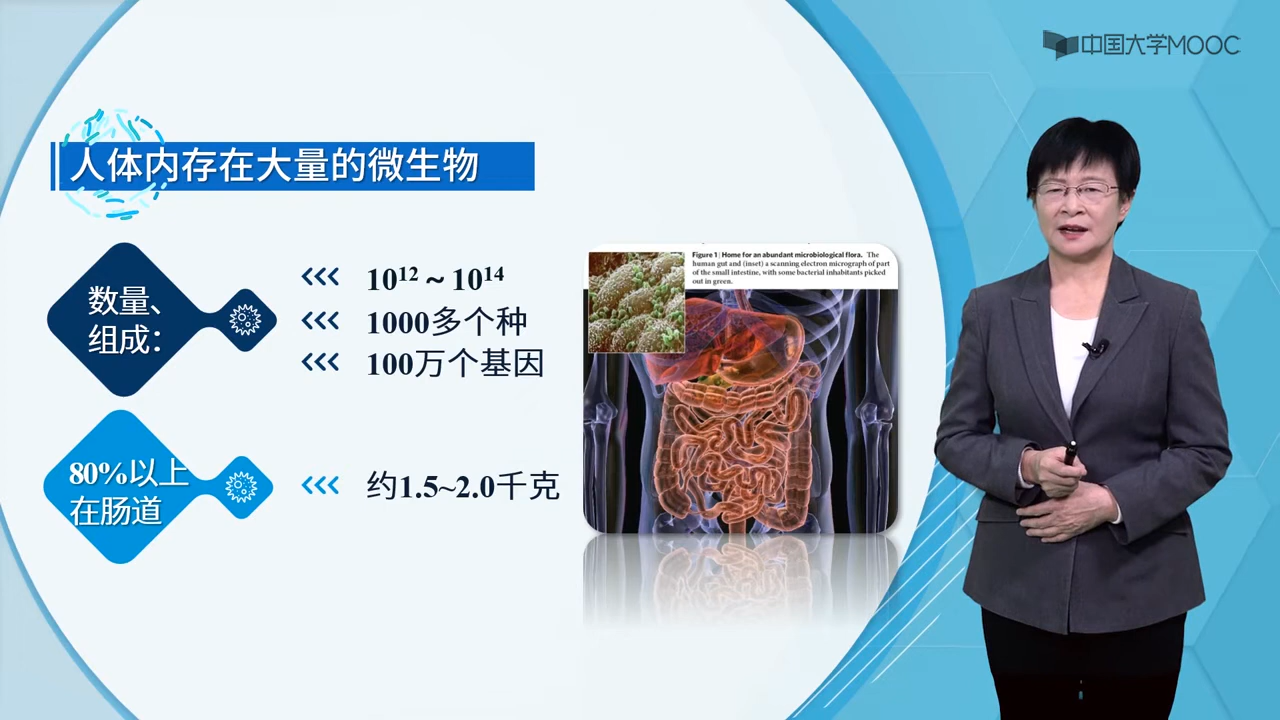 中国大学MOOC
人体内存在大量的微生物
数量、
组成：
10¹²～10¹⁴
1000多个种
100万个基因
80%以上
在肠道
约1.5~2.0千克
Figure 1 | Home for an abundant microbiological flora. The
human gut and (inset) a scanning electron micrograph of part
of the small intestine, with some bacterial inhabitants picked
out in green.